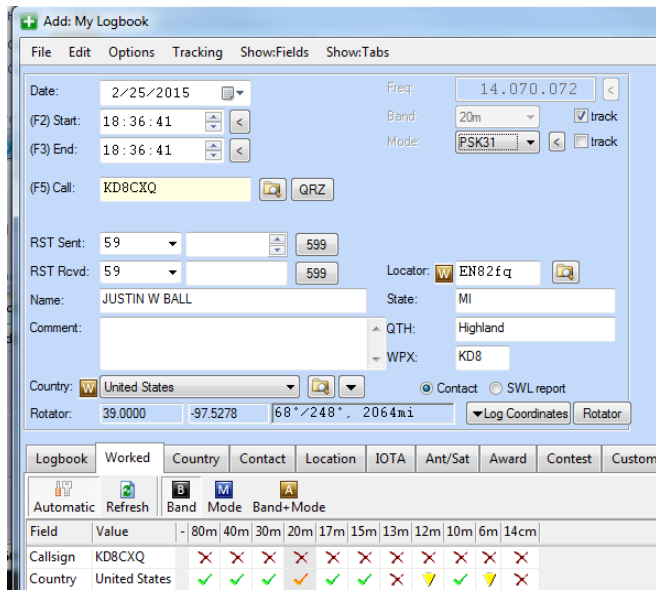 Add: My Logbook
File Edit Options Tracking Show:Fields Show:Tabs
Date: 2/25/2015 Freq: 14.070.072 <
(F2) Start: 18:36:41 < Band: 20m track
(F3) End: 18:36:41 < Mode: PSK31 < track
(F5) Call: KD8CXQ QRZ
RST Sent: 59 599
RST Rcvd: 59 599 Locator: W EN82fq
Name: JUSTIN W BALL State: MI
Comment: QTH: Highland
WPX: KD8
Country: W United States Contact SWL report
Rotator: 39.0000 -97.5278 68°/248°, 2064mi Log Coordinates Rotator
Logbook Worked Country Contact Location IOTA Ant/Sat Award Contest Custom
B M A
Automatic Refresh Band Mode Band+Mode
Field Value - 80m 40m 30m 20m 17m 15m 13m 12m 10m 6m 14cm
Callsign KD8CXQ
Country United States